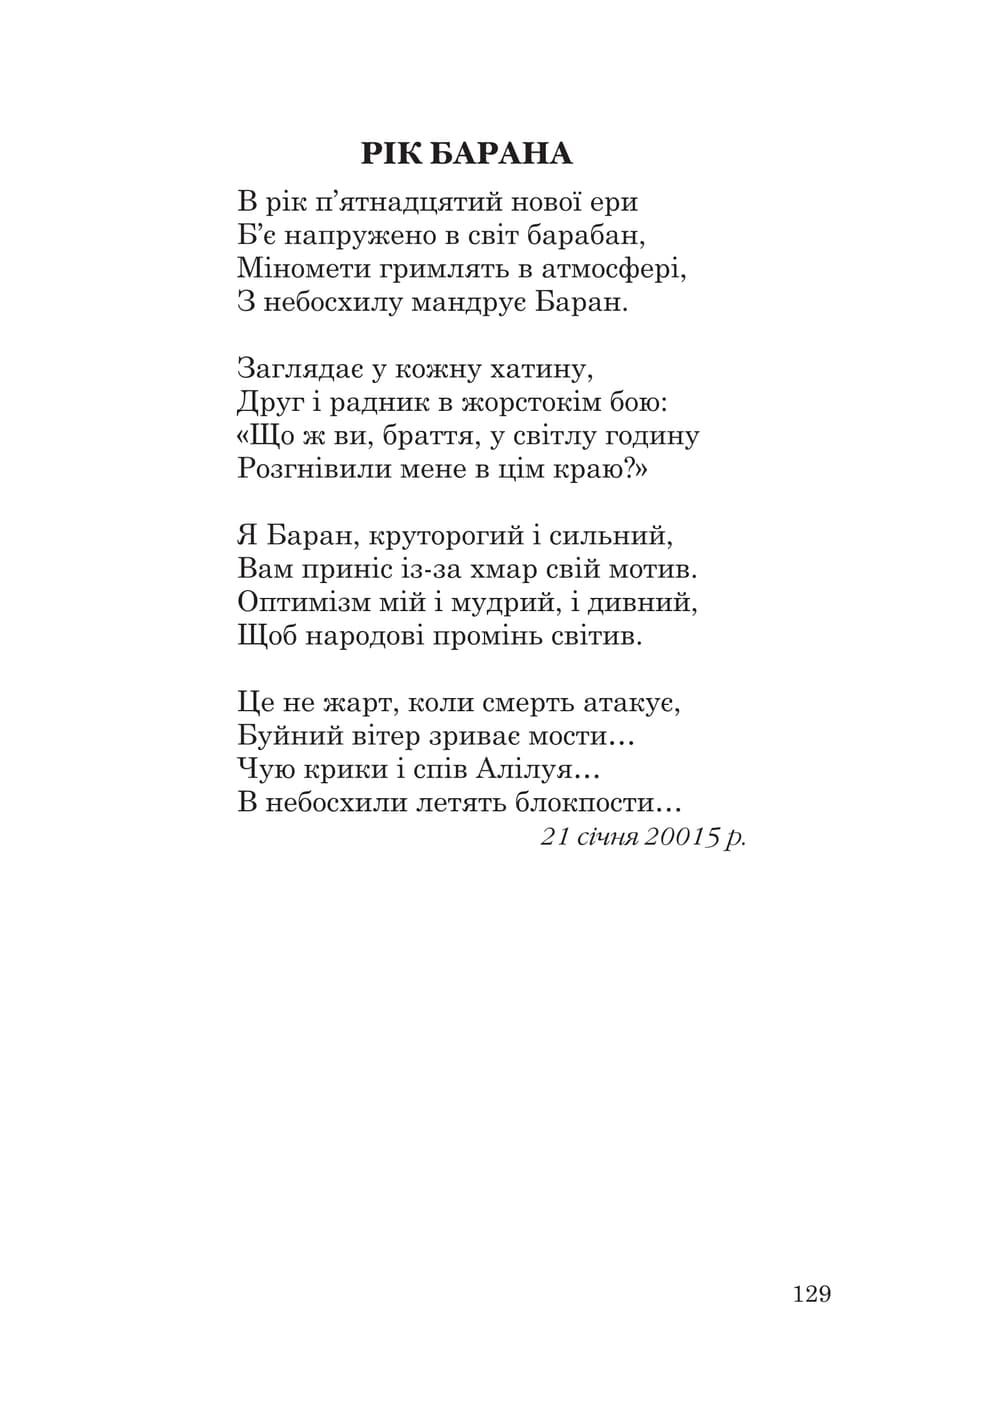 РІК БАРАНА
В рік п’ятнадцятий нової ери
Б’є напружено в світ барабан,
Міномети гримлять в атмосфері,
З небосхилу мандрує Баран.
Заглядає у кожну хатину,
Друг і радник в жорстокім бою:
«Що ж ви, браття, у світлу годину
Розгнівили мене в цім краю?»
Я Баран, круторогий і сильний,
Вам приніс із-за хмар свій мотив.
Оптимізм мій і мудрий, і дивний,
Щоб народові промінь світив.
Це не жарт, коли смерть атакує,
Буйний вітер зриває мости...
Чую крики і спів Алілуя...
В небосхили летять блокпости...
21 січня 20015 р.
129